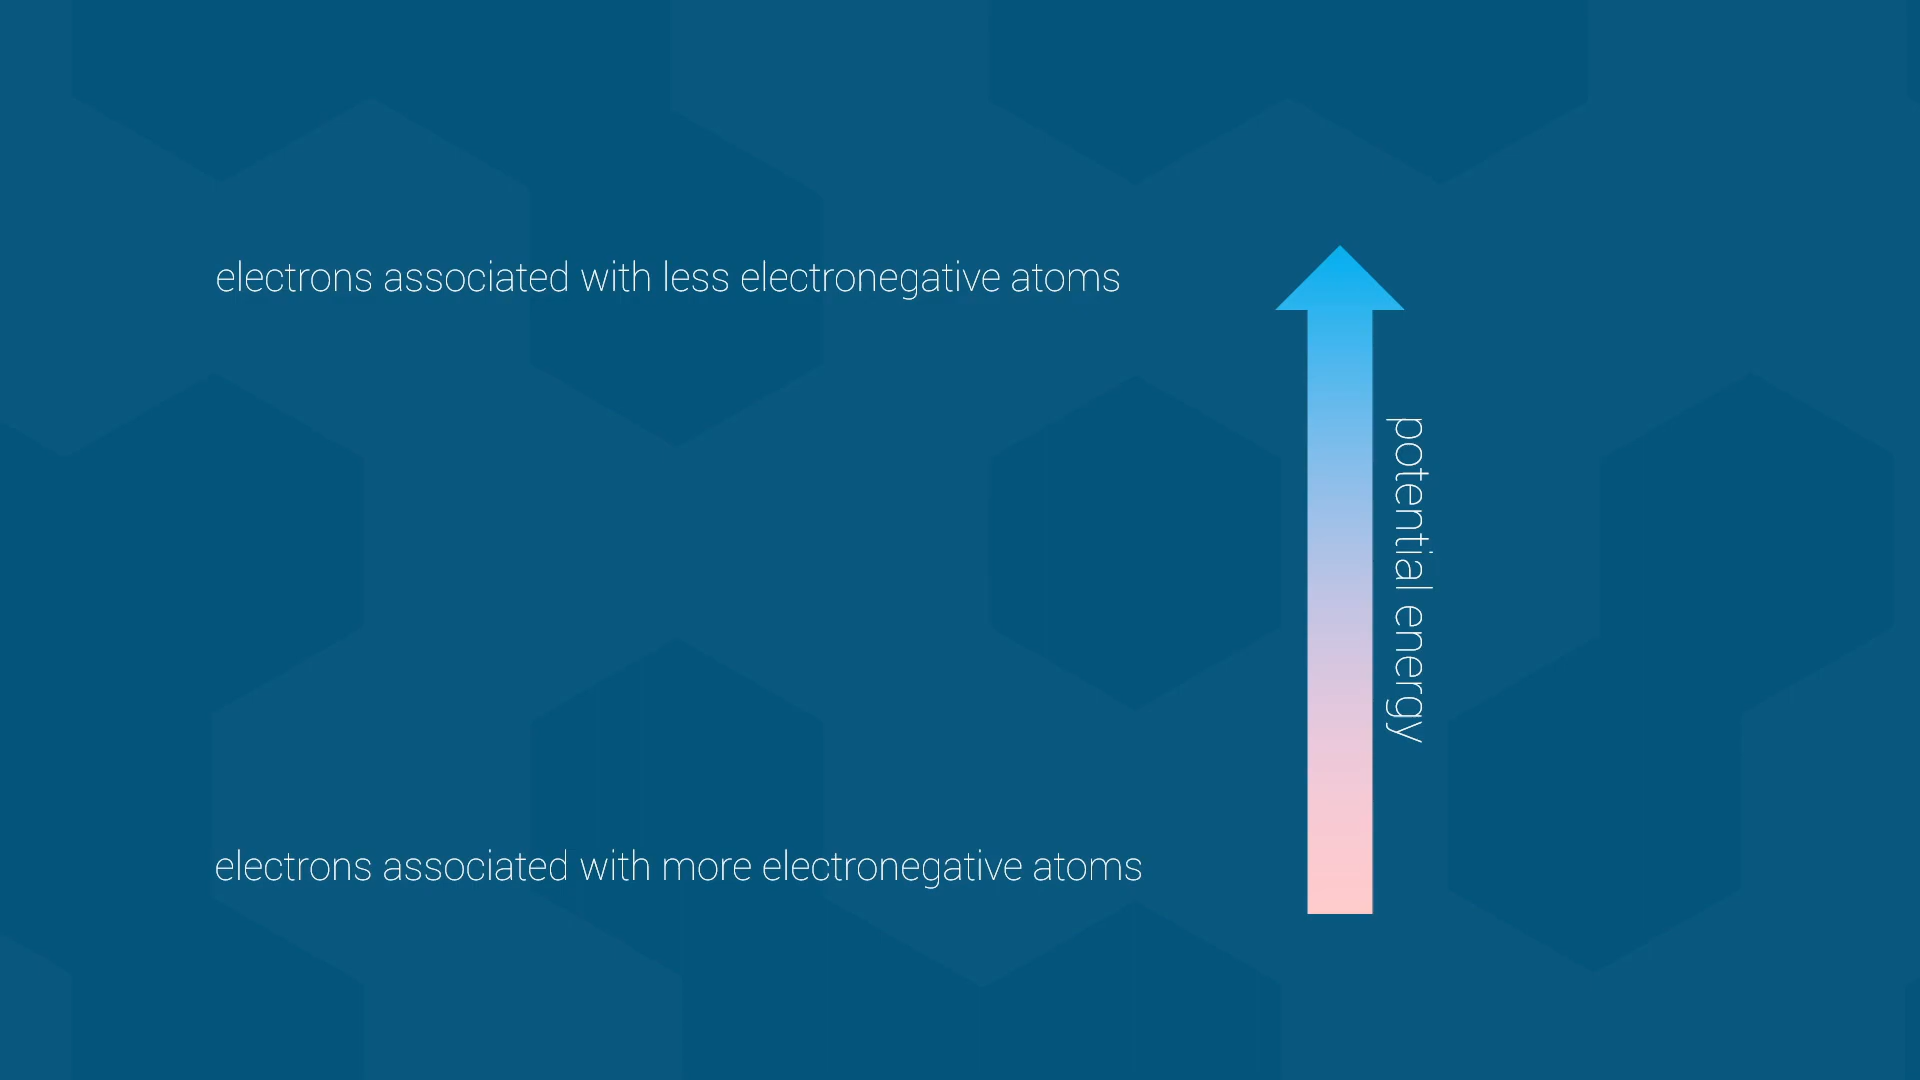 electrons associated with less electronegative atoms
potential energy
electrons associated with more electronegative atoms